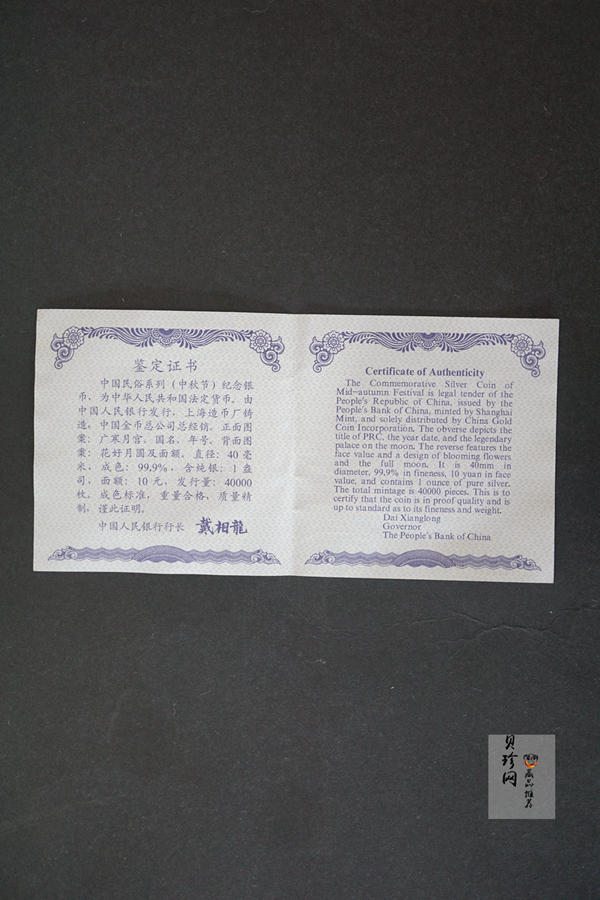 鉴定证书
中国民俗系列（中秋节）纪念银
币，为中华人民共和国法定货币。由
中国人民银行发行，上海造币厂铸
造，中国金币总公司总经销。正面图
案：广寒月宫，国名，年号。背面图
案：花好月圆及面额。直径：40毫
米，成色：99.9%，含纯银：1盎
司，面额：10元，发行量：40000
枚。成色标准，重量合格，质量精
制，谨此证明。
中国人民银行行长 戴相龍
Certificate of Authenticity
The Commemorative Silver Coin of
Mid-autumn Festival is legal tender of the
People's Republic of China, issued by the
People's Bank of China, minted by Shanghai
Mint, and solely distributed by China Gold
Coin Incorporation. The obverse depicts the
title of PRC, the year date, and the legendary
palace on the moon. The reverse features the
face value and a design of blooming flowers
and the full moon. It is 40mm in
diameter, 99.9% in fineness, 10 yuan in face
value, and contains 1 ounce of pure silver.
The total mintage is 40000 pieces. This is to
certify that the coin is in proof quality and is
up to standard as to its fineness and weight.
Dai Xianglong
Governor
The People's Bank of China
贝珍网
藏品推荐